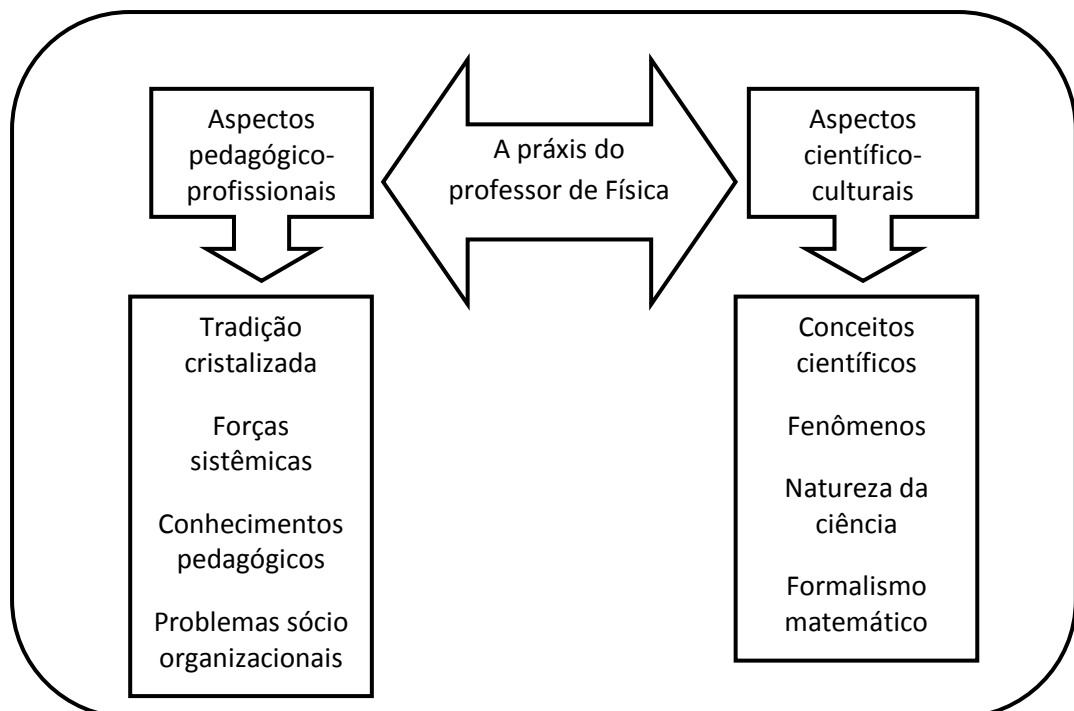 Aspectos
pedagógico-
profissionais
A práxis do
professor de Física
Aspectos
científico-
culturais
Tradição
cristalizada
Forças
sistêmicas
Conhecimentos
pedagógicos
Problemas sócio
organizacionais
Conceitos
científicos
Fenômenos
Natureza da
ciência
Formalismo
matemático